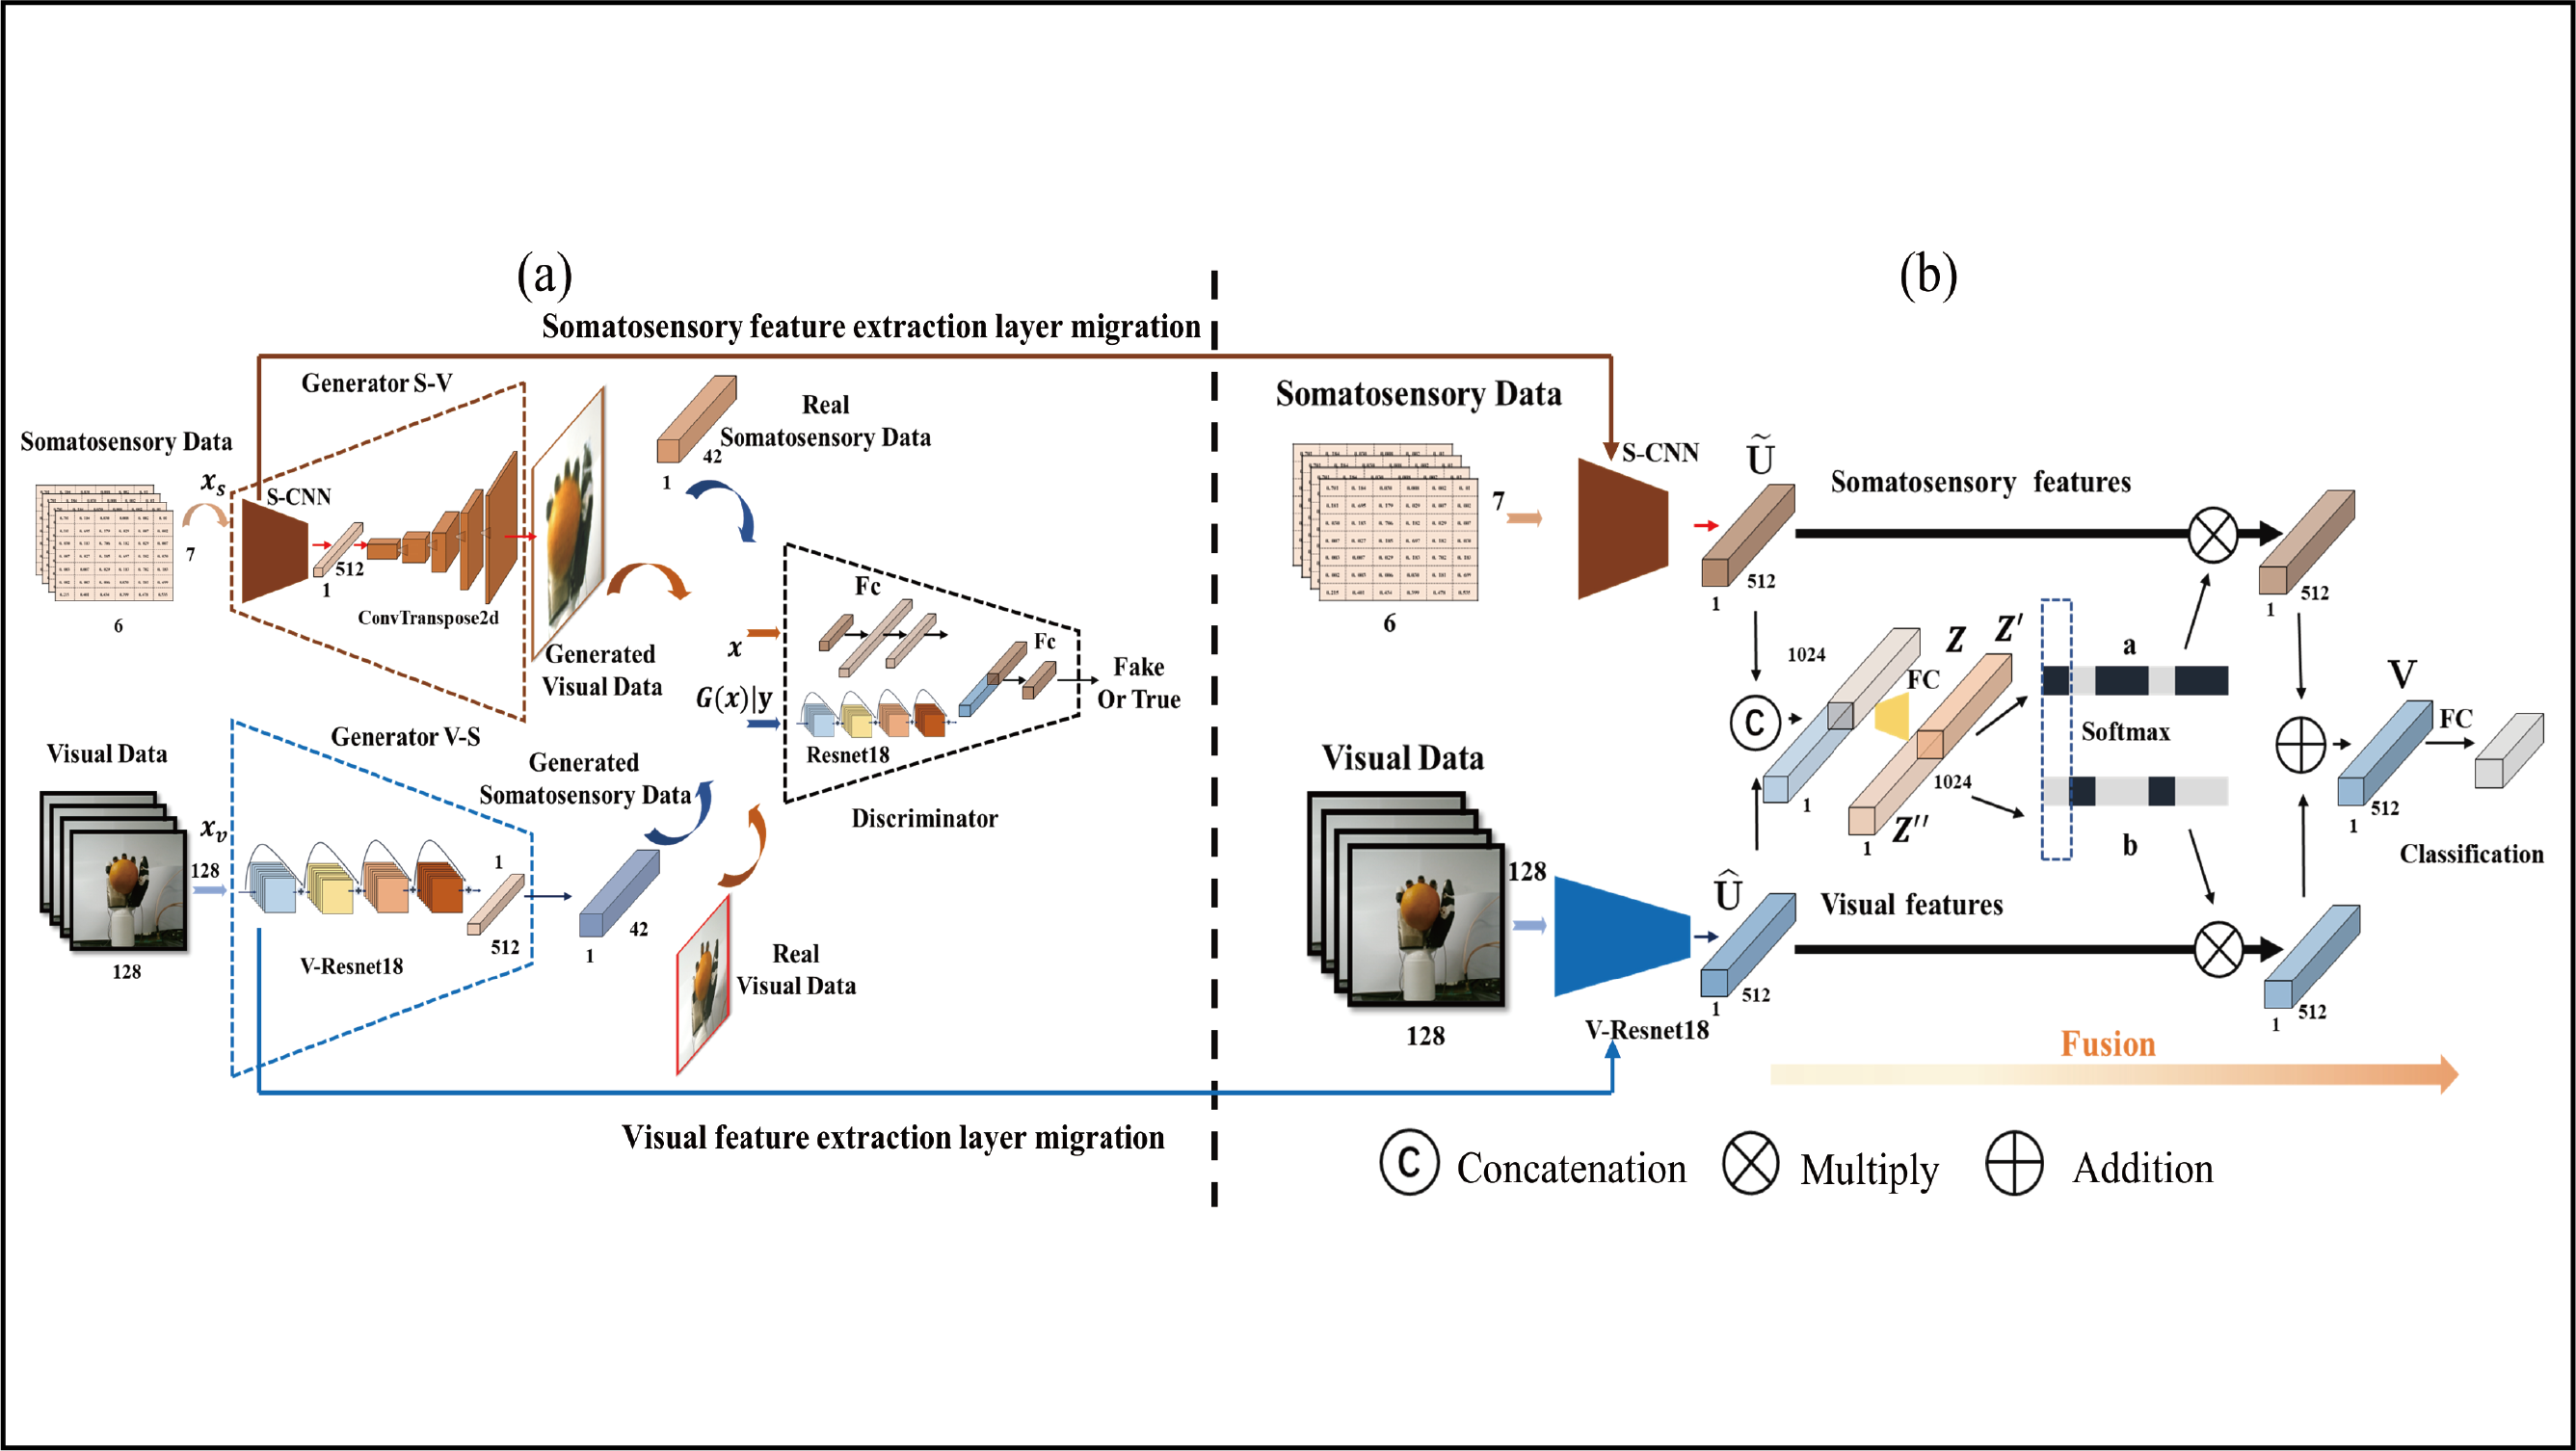 (a)
(b)
Somatosensory feature extraction layer migration
Generator S-V
Somatosensory Data
xₛ
S-CNN
7
6
512
1
ConvTranspose2d
Generated
Visual Data
Real
Somatosensory Data
42
1
Generator V-S
Visual Data
xᵥ
128
128
V-Resnet18
1
512
Generated
Somatosensory Data
42
1
Real
Visual Data
x
G(x)|y
Fc
Fc
Resnet18
Discriminator
Fake
Or True
Visual feature extraction layer migration
Somatosensory Data
7
6
S-CNN
Ũ
512
1
Somatosensory features
Visual Data
128
128
V-Resnet18
Û
512
1
Visual features
C
1024
1
FC
Z
Z′
Z″
1024
1
a
Softmax
b
512
1
512
1
V
512
1
FC
Classification
Fusion
C Concatenation
Multiply
Addition